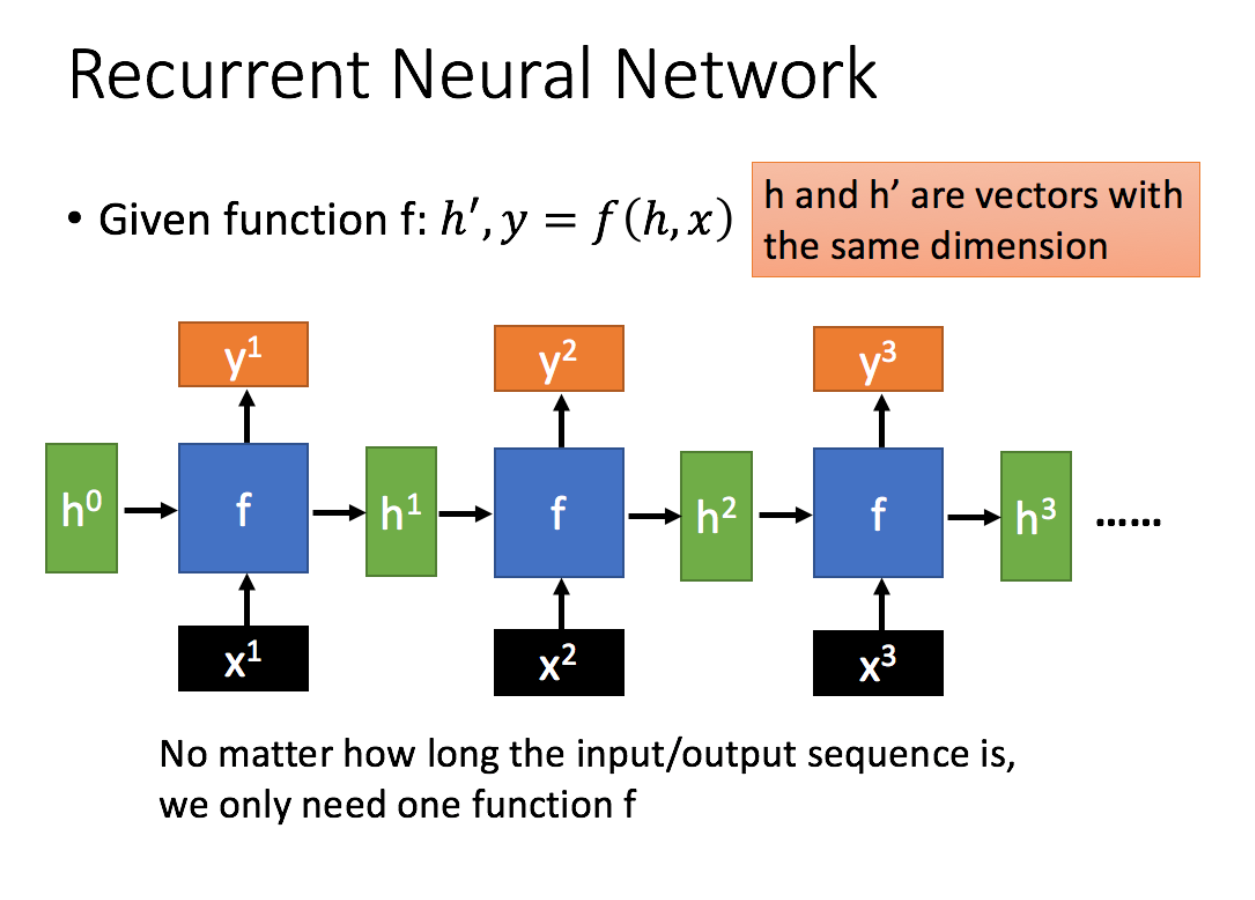 Recurrent Neural Network
• Given function f: h′, y = f(h, x)
h and h’ are vectors with
the same dimension
y¹ y² y³
h⁰ f h¹ f h² f h³ ......
x¹ x² x³
No matter how long the input/output sequence is,
we only need one function f